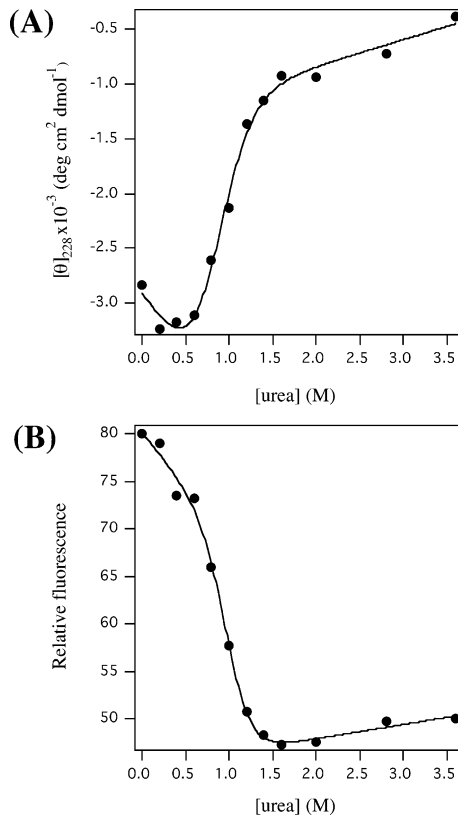 (A)
[θ]₂₂₈ x10⁻³ (deg cm² dmol⁻¹)
-0.5
-1.0
-1.5
-2.0
-2.5
-3.0
0.0 0.5 1.0 1.5 2.0 2.5 3.0 3.5
[urea] (M)
(B)
Relative fluorescence
80
75
70
65
60
55
50
0.0 0.5 1.0 1.5 2.0 2.5 3.0 3.5
[urea] (M)